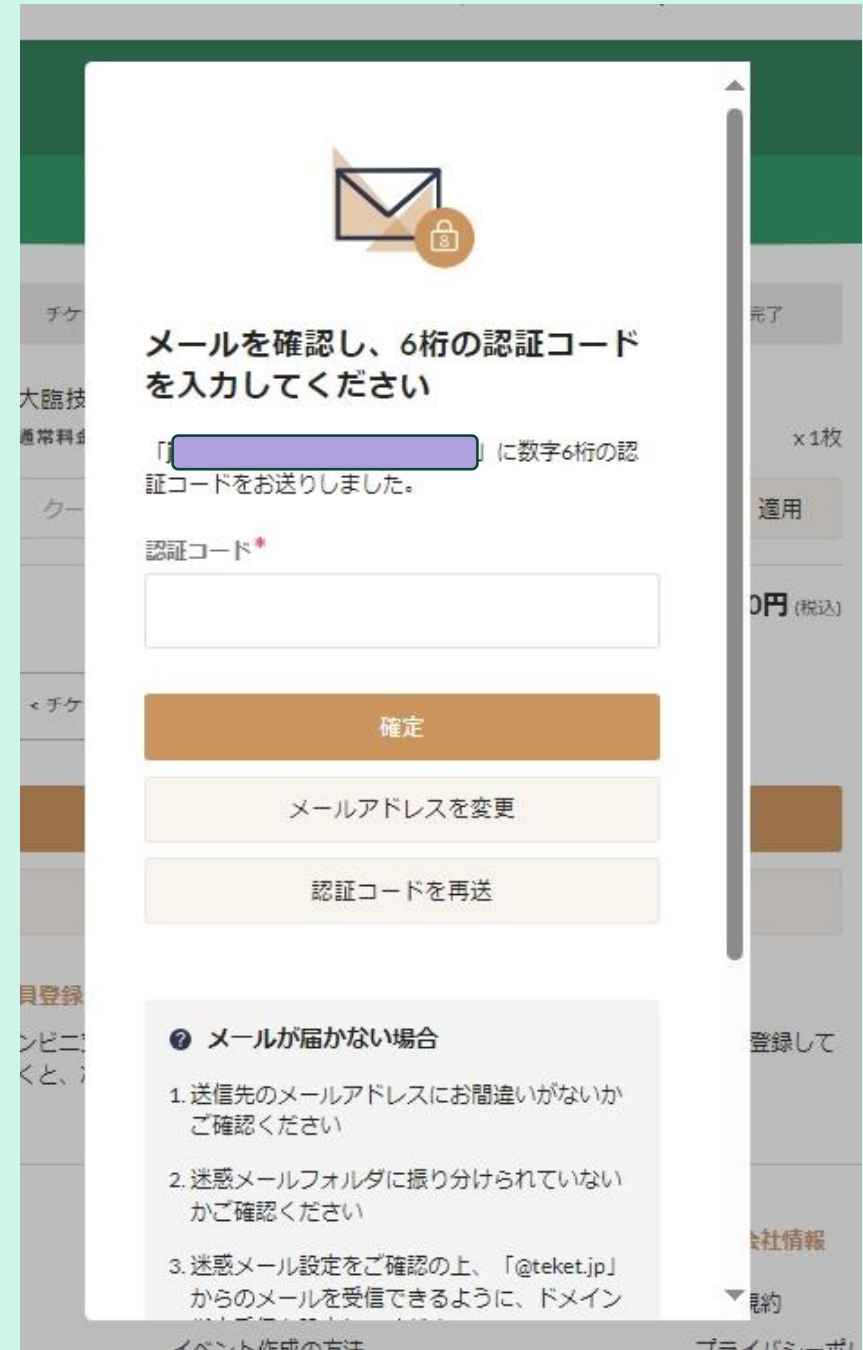 チケ
完了
メールを確認し、6桁の認証コード
を入力してください
大臨技
通常料金
x 1枚
「j 」に数字6桁の認
証コードをお送りしました。
クー
適用
認証コード*
0円 (税込)
< チケ
確定
メールアドレスを変更
認証コードを再送
員登録
ンビニ
登録して
くと、
? メールが届かない場合
1. 送信先のメールアドレスにお間違いがないか
ご確認ください
2. 迷惑メールフォルダに振り分けられていない
かご確認ください
会社情報
3. 迷惑メール設定をご確認の上、「@teket.jp」
からのメールを受信できるように、ドメイン
規約
イベント作成の方法
プライバシーポリ